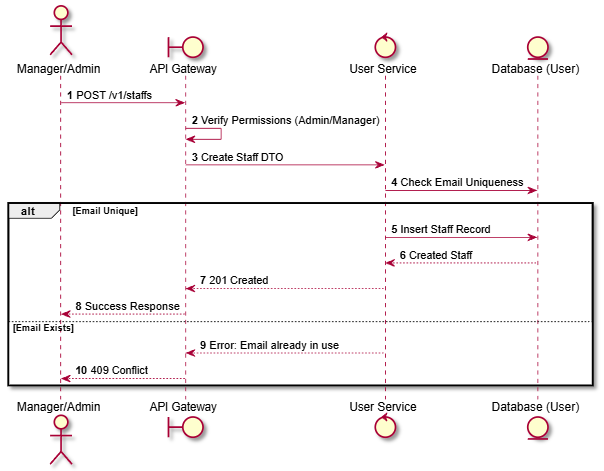 Manager/Admin API Gateway User Service Database (User)
1 POST /v1/staffs
2 Verify Permissions (Admin/Manager)
3 Create Staff DTO
4 Check Email Uniqueness
alt [Email Unique]
5 Insert Staff Record
6 Created Staff
7 201 Created
8 Success Response
[Email Exists]
9 Error: Email already in use
10 409 Conflict
Manager/Admin API Gateway User Service Database (User)